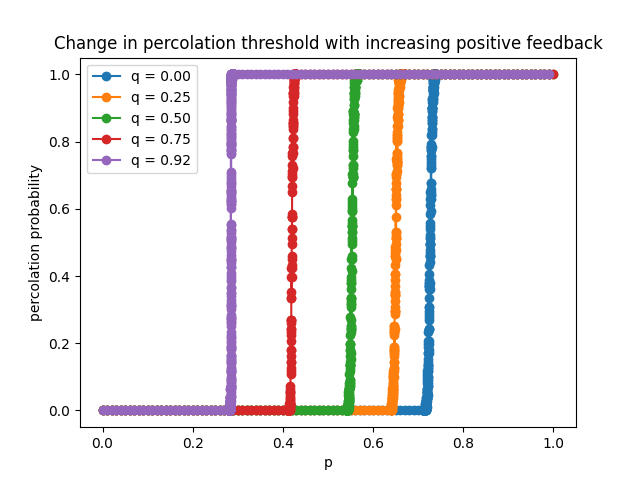 Change in percolation threshold with increasing positive feedback
q = 0.00
q = 0.25
q = 0.50
q = 0.75
q = 0.92
percolation probability
1.0
0.8
0.6
0.4
0.2
0.0
0.0 0.2 0.4 0.6 0.8 1.0
p